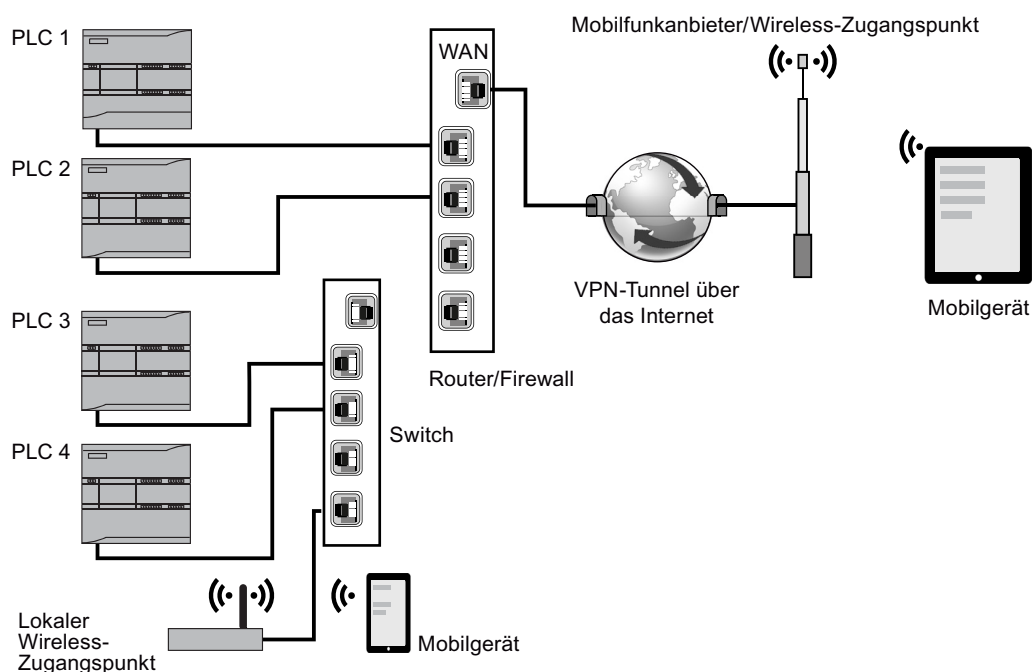 PLC 1
Mobilfunkanbieter/Wireless-Zugangspunkt
WAN
PLC 2
VPN-Tunnel über
das Internet
Mobilgerät
PLC 3
Router/Firewall
Switch
PLC 4
Lokaler
Wireless-
Zugangspunkt
Mobilgerät